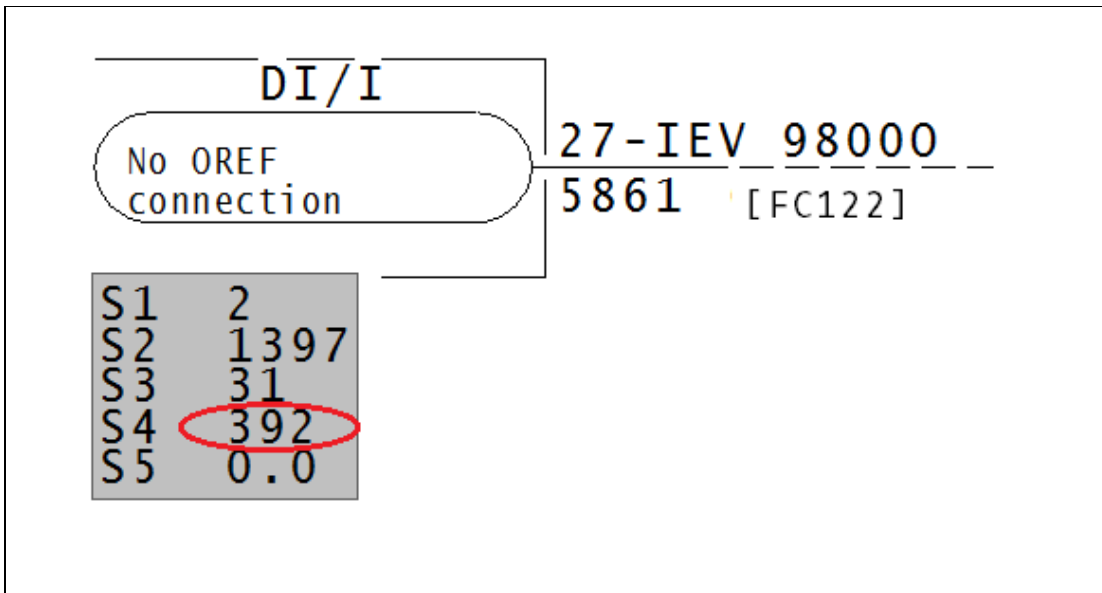 DI/I
No OREF
connection
27-IEV 98000
5861 [FC122]
S1 2
S2 1397
S3 31
S4 392
S5 0.0